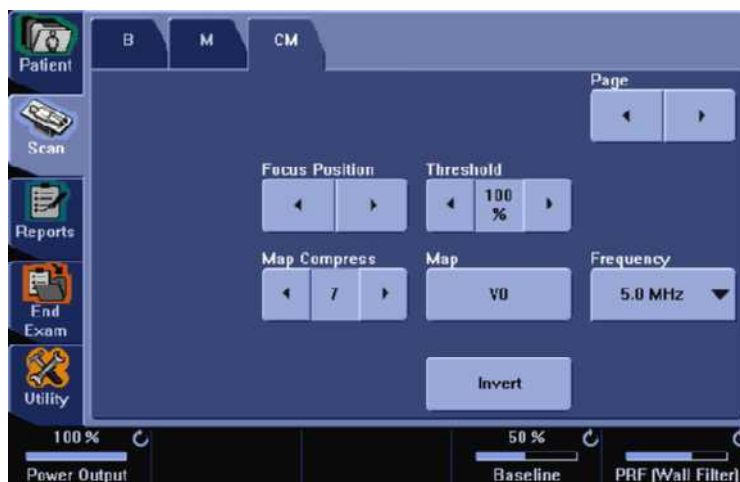 Patient
B M CM
Page
Scan
Focus Position Threshold
100
%
Reports
Map Compress Map Frequency
7 V0 5.0 MHz
End
Exam
Invert
Utility
100 % 50 %
Power Output Baseline PRF (Wall Filter)